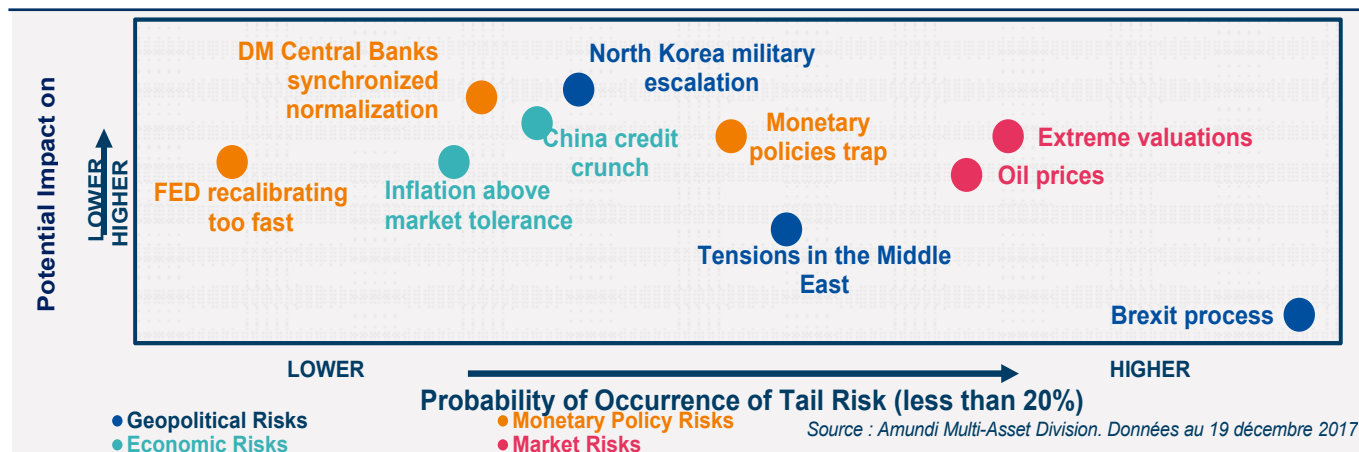 Potential Impact on
LOWER
HIGHER
DM Central Banks
synchronized
normalization
North Korea military
escalation
China credit
crunch
Monetary
policies trap
Extreme valuations
Oil prices
FED recalibrating
too fast
Inflation above
market tolerance
Tensions in the Middle
East
Brexit process
LOWER
HIGHER
Probability of Occurrence of Tail Risk (less than 20%)
Geopolitical Risks
Monetary Policy Risks
Economic Risks
Market Risks
Source : Amundi Multi-Asset Division. Données au 19 décembre 2017